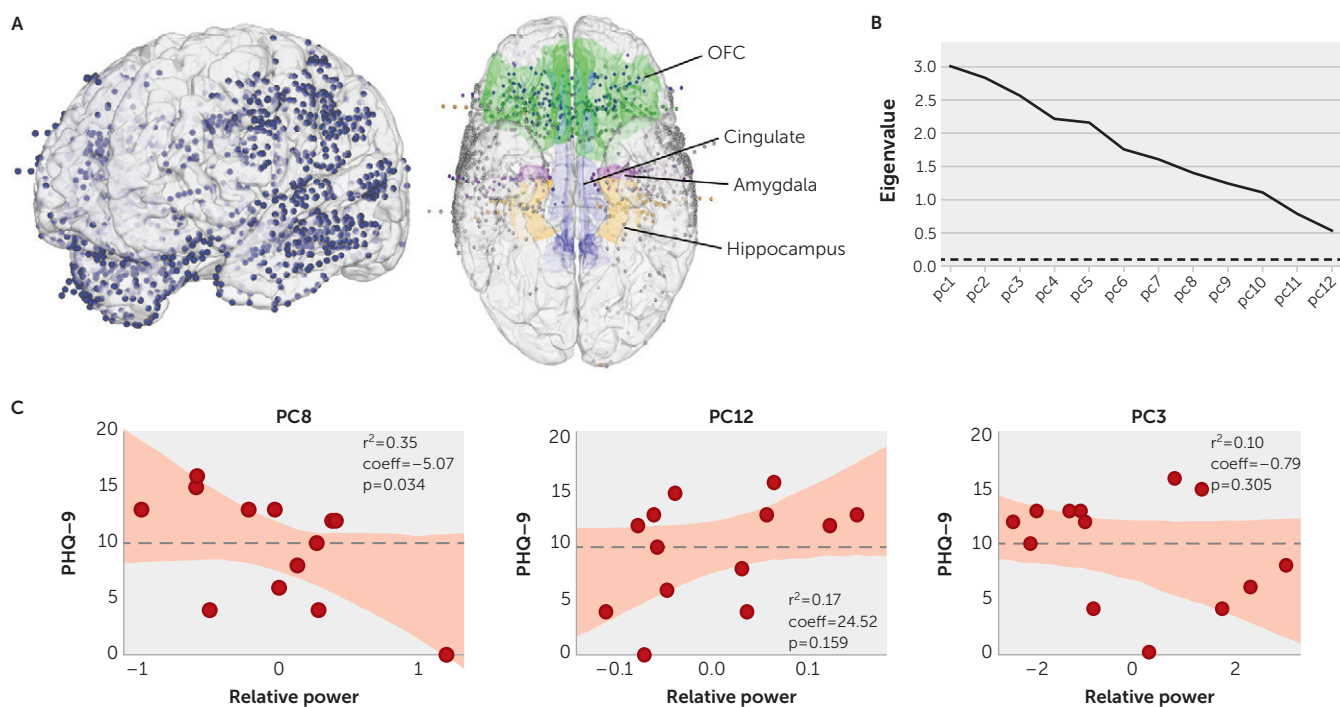 A
OFC
Cingulate
Amygdala
Hippocampus
B
Eigenvalue
3.0
2.5
2.0
1.5
1.0
0.5
0.0
pc1
pc2
pc3
pc4
pc5
pc6
pc7
pc8
pc9
pc10
pc11
pc12
C
PC8
PHQ–9
20
15
10
5
0
r²=0.35
coeff=–5.07
p=0.034
–1
0
1
Relative power
PC12
PHQ–9
20
15
10
5
0
r²=0.17
coeff=24.52
p=0.159
–0.1
0.0
0.1
Relative power
PC3
PHQ–9
20
15
10
5
0
r²=0.10
coeff=–0.79
p=0.305
–2
0
2
Relative power